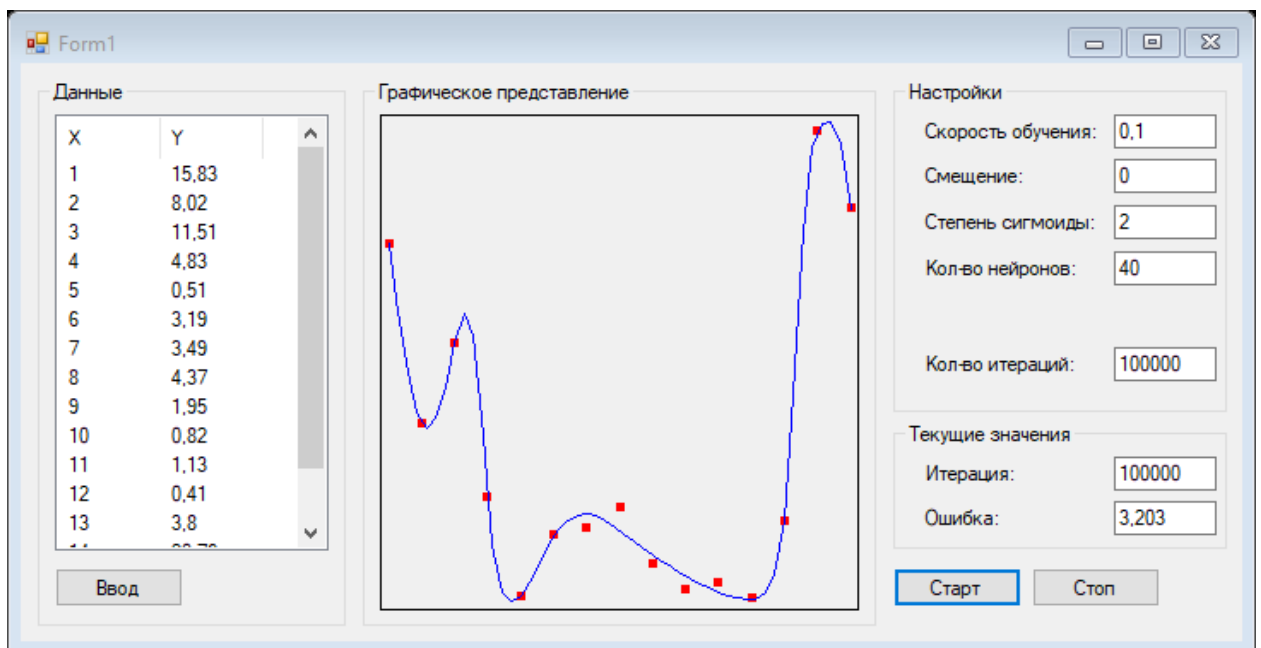 Form1
Данные
X Y
1 15,83
2 8,02
3 11,51
4 4,83
5 0,51
6 3,19
7 3,49
8 4,37
9 1,95
10 0,82
11 1,13
12 0,41
13 3,8
Ввод
Графическое представление
Настройки
Скорость обучения: 0,1
Смещение: 0
Степень сигмоиды: 2
Кол-во нейронов: 40
Кол-во итераций: 100000
Текущие значения
Итерация: 100000
Ошибка: 3,203
Старт Стоп